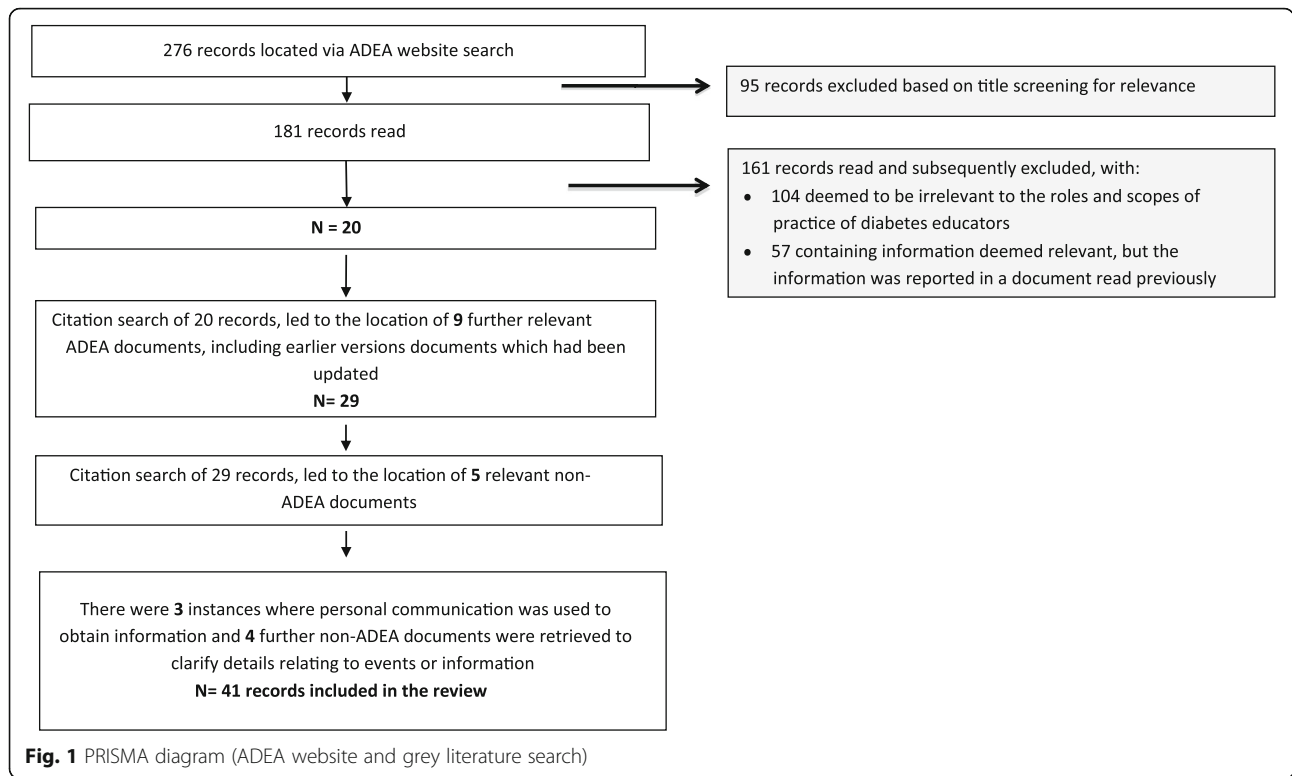 276 records located via ADEA website search
95 records excluded based on title screening for relevance
181 records read
161 records read and subsequently excluded, with:
• 104 deemed to be irrelevant to the roles and scopes of
practice of diabetes educators
• 57 containing information deemed relevant, but the
information was reported in a document read previously
N = 20
Citation search of 20 records, led to the location of 9 further relevant
ADEA documents, including earlier versions documents which had been
updated
N= 29
Citation search of 29 records, led to the location of 5 relevant non-
ADEA documents
There were 3 instances where personal communication was used to
obtain information and 4 further non-ADEA documents were retrieved to
clarify details relating to events or information
N= 41 records included in the review
Fig. 1 PRISMA diagram (ADEA website and grey literature search)